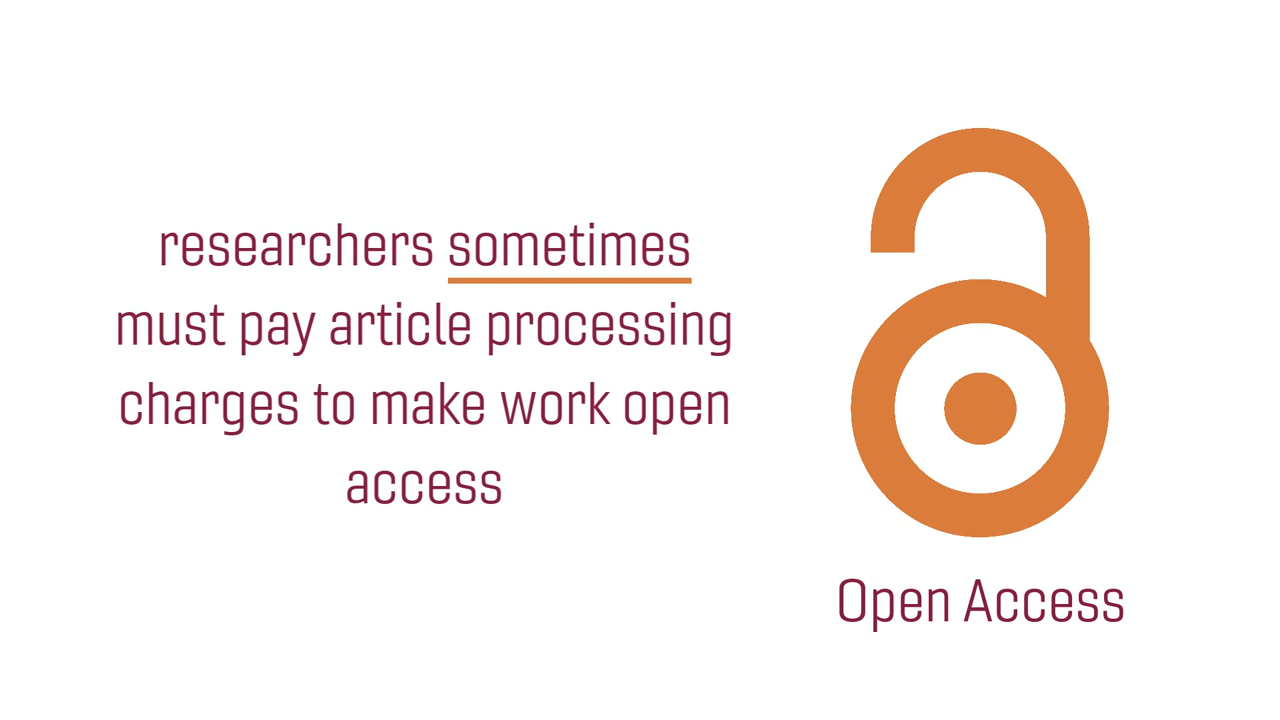 researchers sometimes
must pay article processing
charges to make work open
access
Open Access